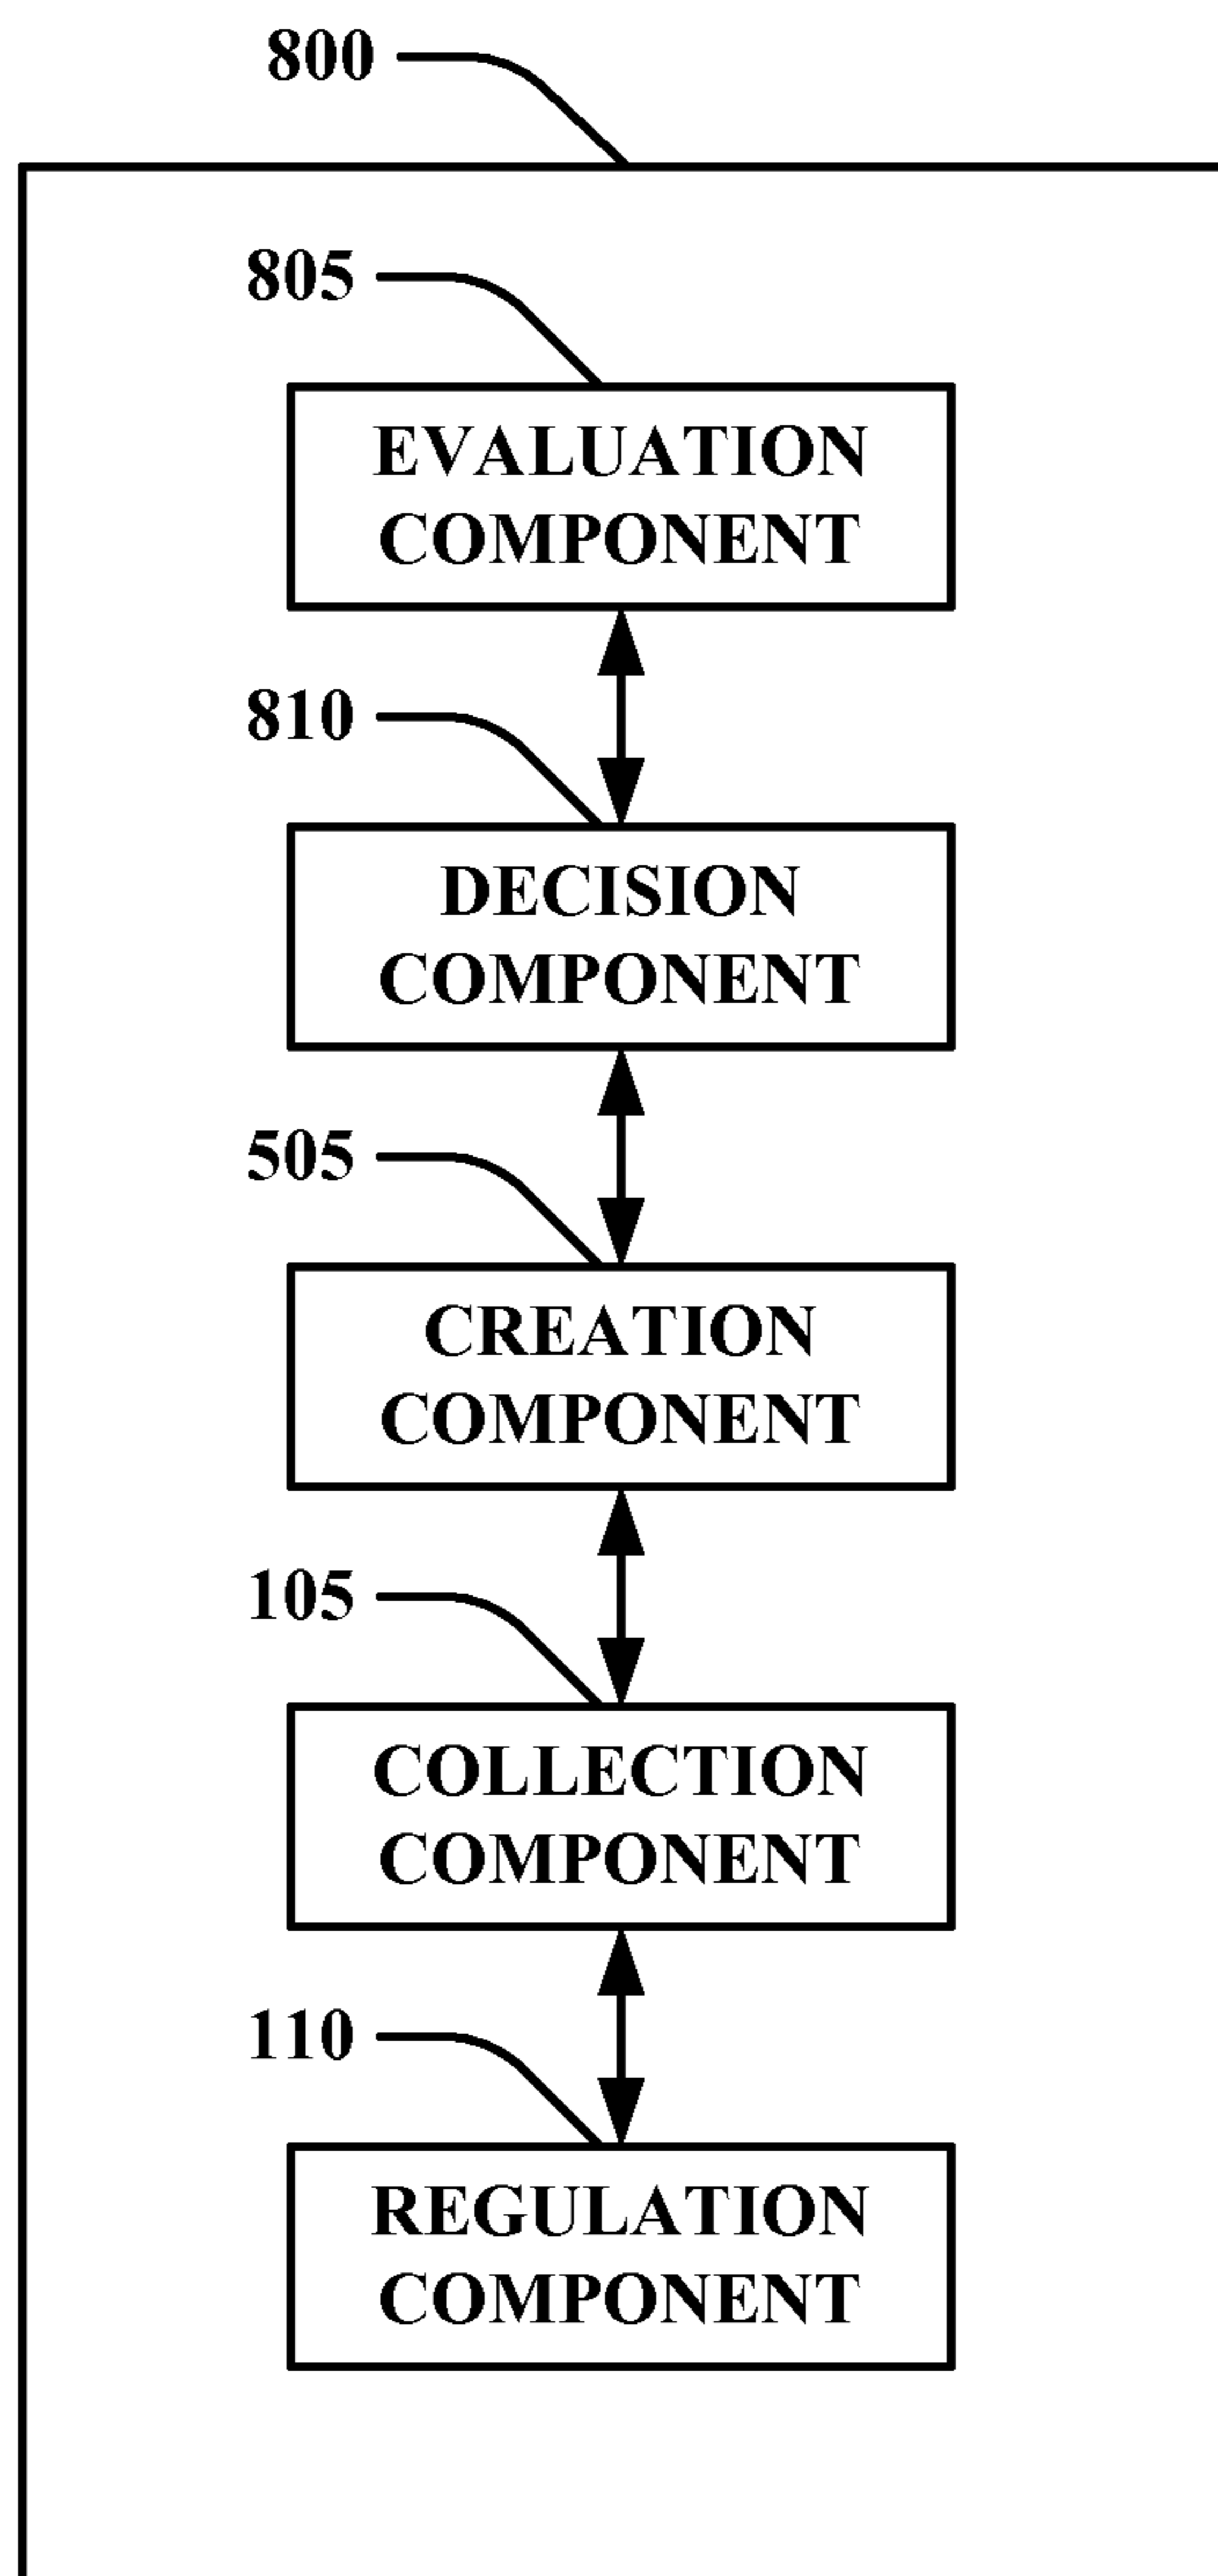 800
805
EVALUATION
COMPONENT
810
DECISION
COMPONENT
505
CREATION
COMPONENT
105
COLLECTION
COMPONENT
110
REGULATION
COMPONENT